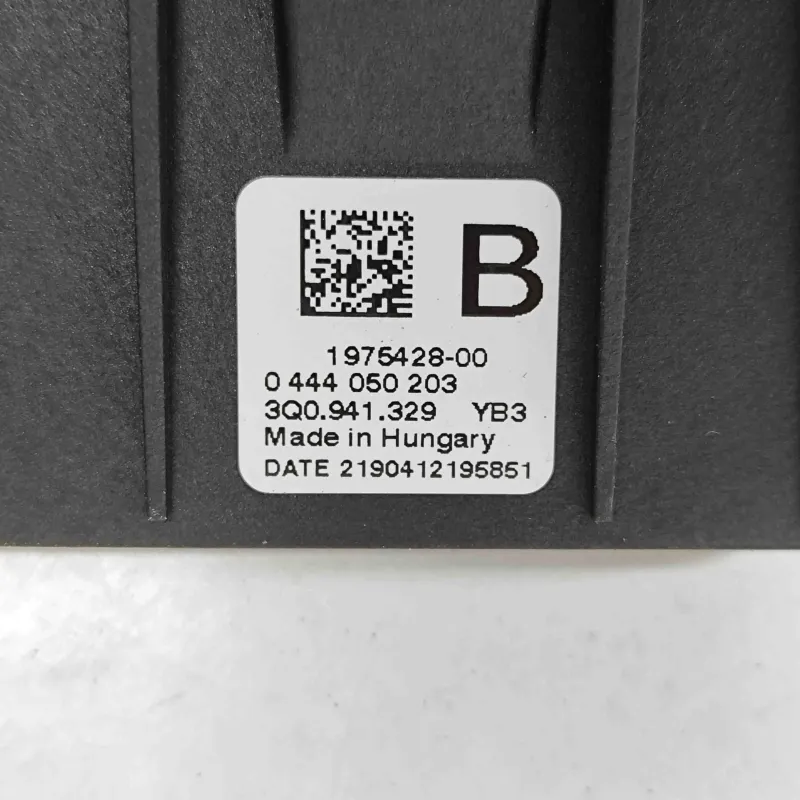 B
1975428-00
0 444 050 203
3Q0.941.329 YB3
Made in Hungary
DATE 2190412195851